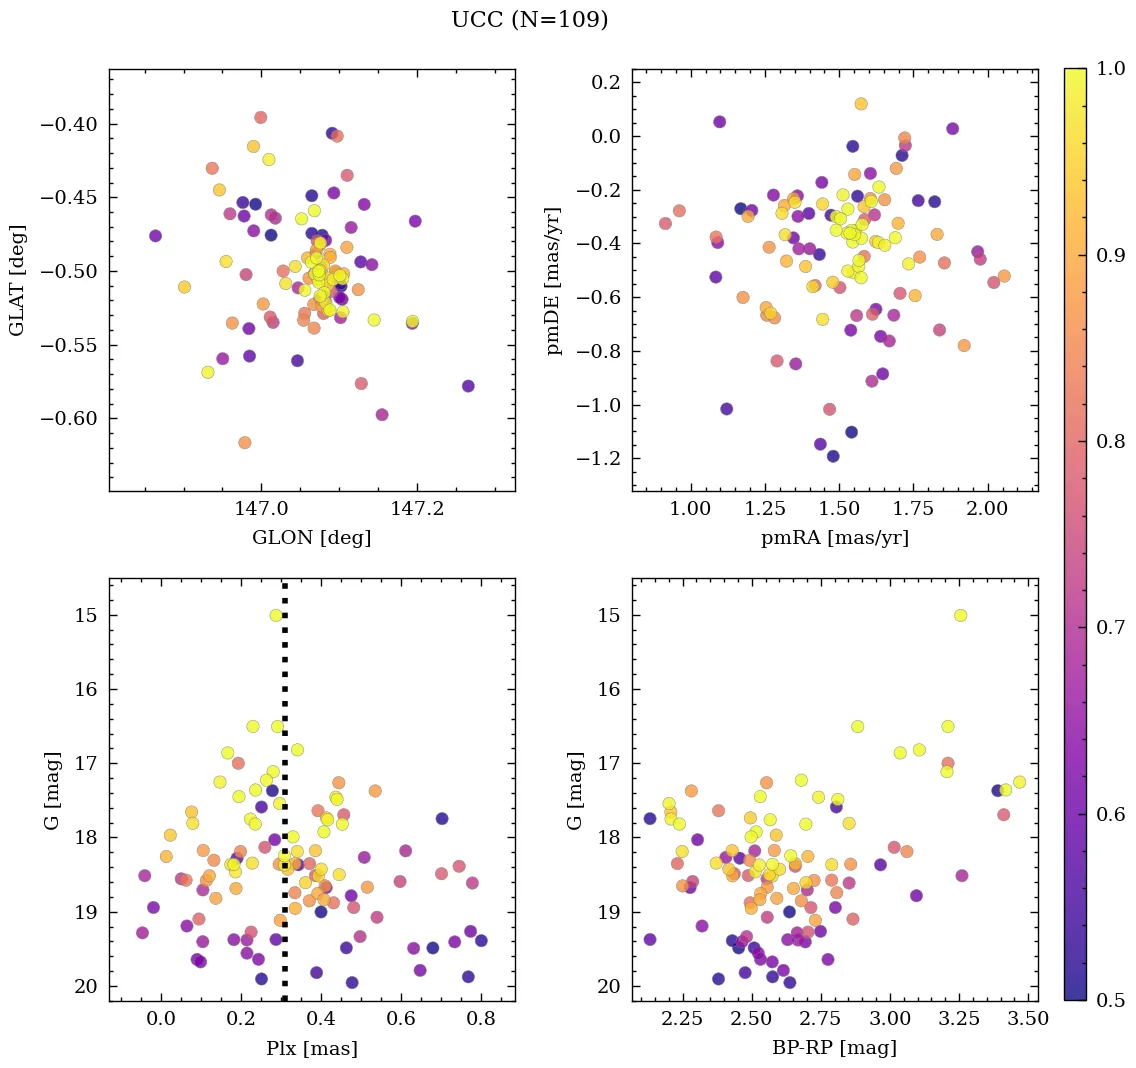 UCC (N=109)
−0.40
−0.45
−0.50
−0.55
−0.60
GLAT [deg]
147.0 147.2
GLON [deg]
0.2
0.0
−0.2
−0.4
−0.6
−0.8
−1.0
−1.2
pmDE [mas/yr]
1.00 1.25 1.50 1.75 2.00
pmRA [mas/yr]
15
16
17
18
19
20
G [mag]
0.0 0.2 0.4 0.6 0.8
Plx [mas]
15
16
17
18
19
20
G [mag]
2.25 2.50 2.75 3.00 3.25 3.50
BP-RP [mag]
1.0
0.9
0.8
0.7
0.6
0.5